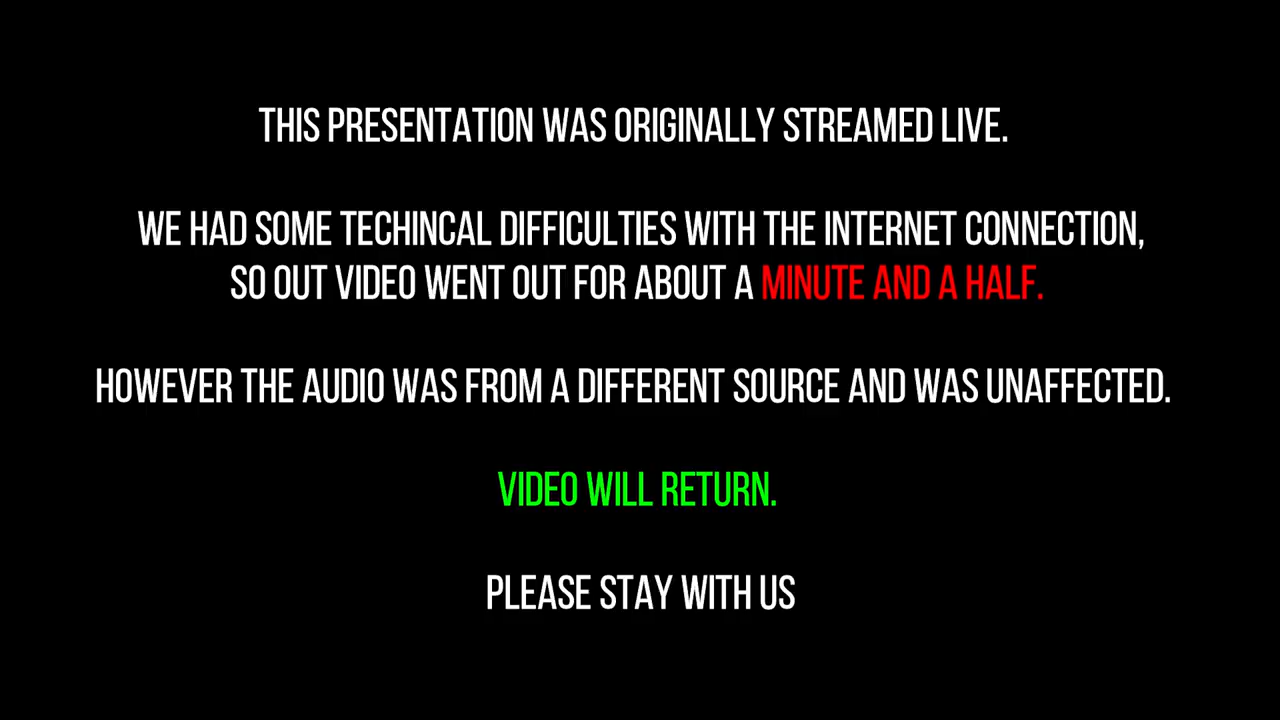 THIS PRESENTATION WAS ORIGINALLY STREAMED LIVE.
WE HAD SOME TECHINCAL DIFFICULTIES WITH THE INTERNET CONNECTION,
SO OUT VIDEO WENT OUT FOR ABOUT A MINUTE AND A HALF.
HOWEVER THE AUDIO WAS FROM A DIFFERENT SOURCE AND WAS UNAFFECTED.
VIDEO WILL RETURN.
PLEASE STAY WITH US